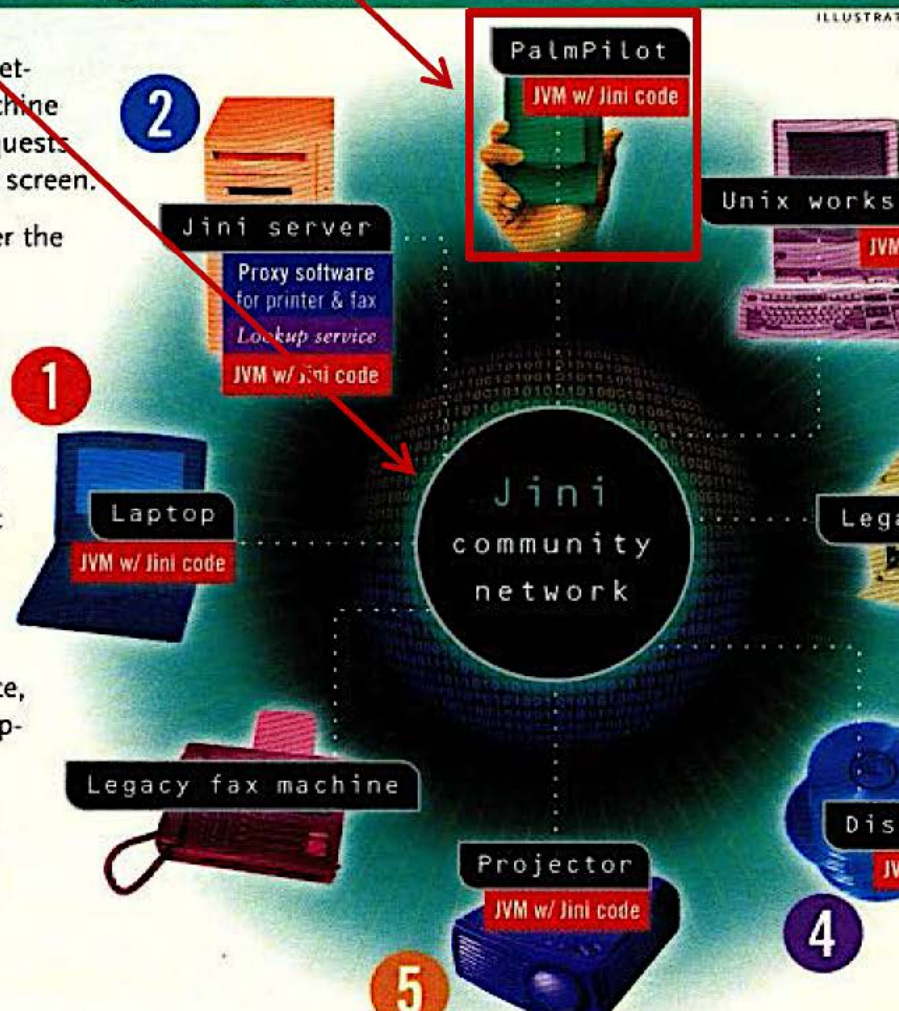 ILLUSTRAT
et-
chine
quests
screen.
er the
te,
p-
2
Jini server
Proxy software
for printer & fax
Lookup service
JVM w/ Jini code
PalmPilot
JVM w/ Jini code
Unix works
JVM
1
Laptop
JVM w/ Jini code
Jini
community
network
Lega
Legacy fax machine
Projector
JVM w/ Jini code
5
Dis
JV
4